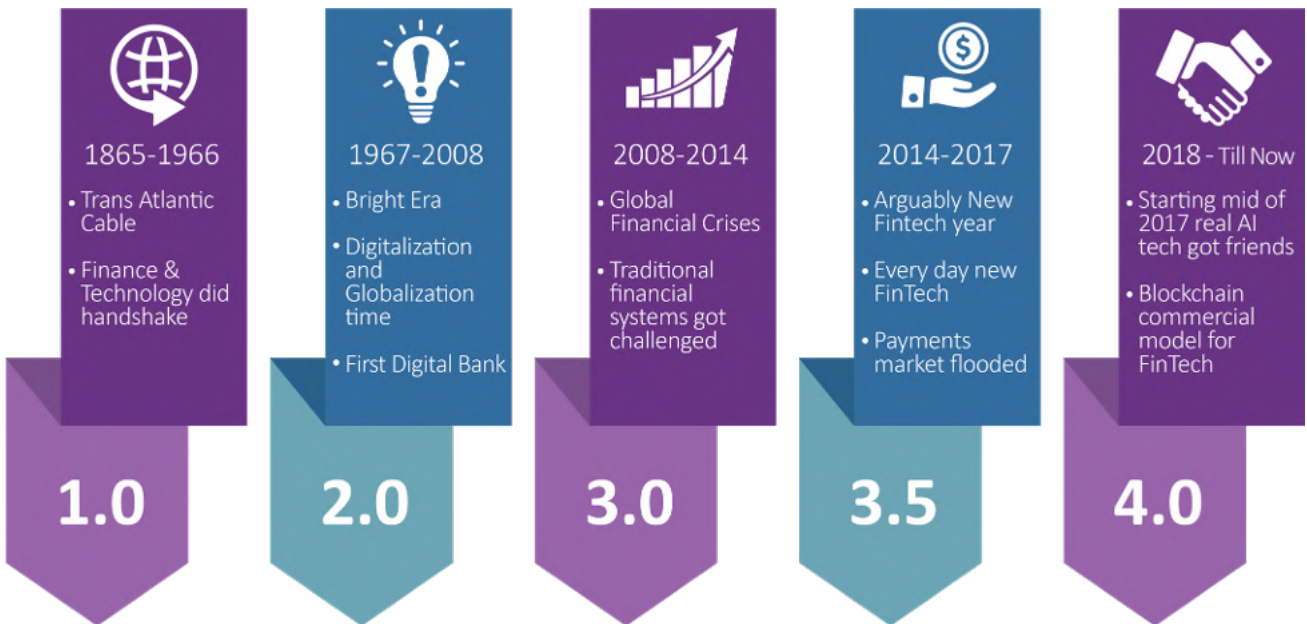 1865-1966
• Trans Atlantic
Cable
• Finance &
Technology did
handshake
1.0
1967-2008
• Bright Era
• Digitalization
and
Globalization
time
• First Digital Bank
2.0
2008-2014
• Global
Financial Crises
• Traditional
financial
systems got
challenged
3.0
2014-2017
• Arguably New
Fintech year
• Every day new
FinTech
• Payments
market flooded
3.5
2018 - Till Now
• Starting mid of
2017 real AI
tech got friends
• Blockchain
commercial
model for
FinTech
4.0